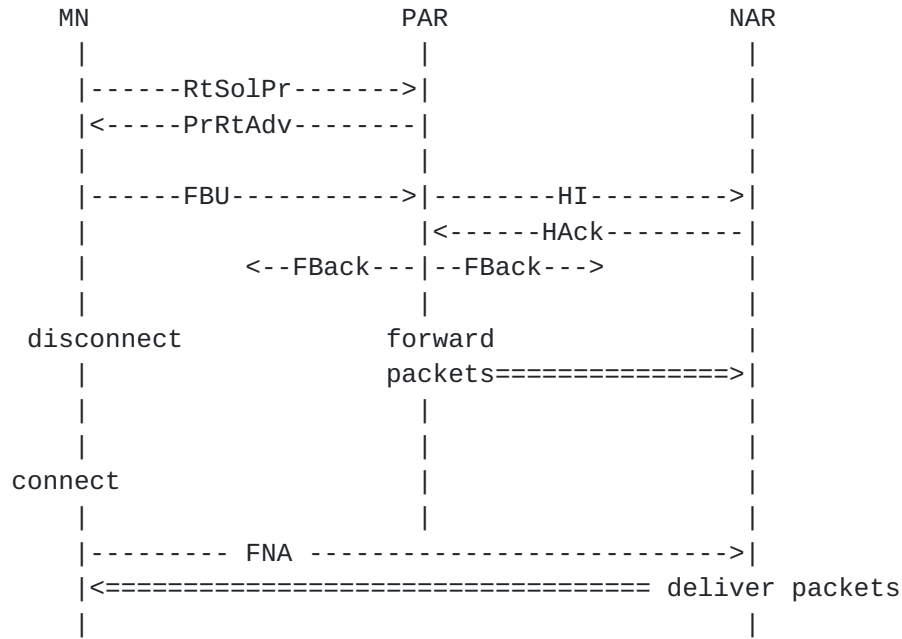 MN PAR NAR
| | |
|------RtSolPr------->| |
|<-----PrRtAdv--------| |
| | |
|------FBU----------->|--------HI--------->|
| |<------HAck---------|
| <--FBack---|--FBack---> |
| | |
disconnect forward |
| packets===============>|
| | |
| | |
connect | |
| | |
|--------- FNA --------------------------->|
|<=================================== deliver packets
| |